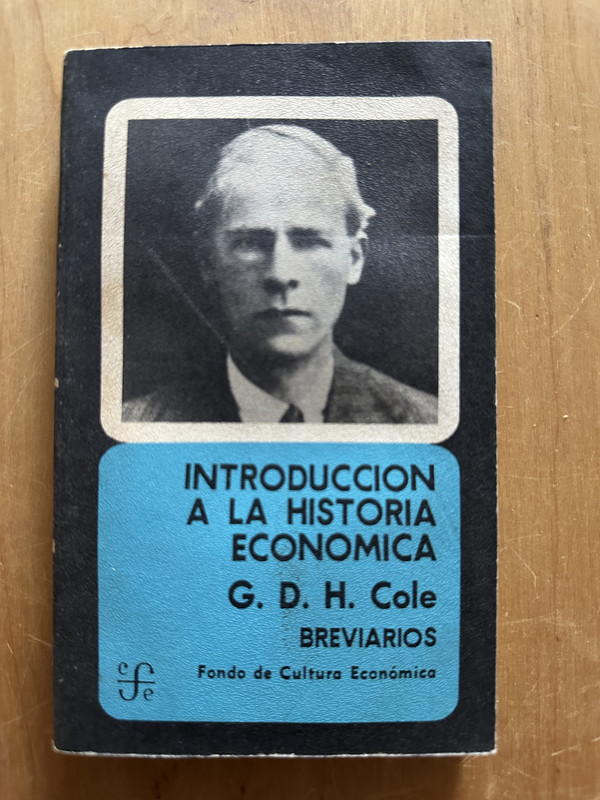 INTRODUCCION
A LA HISTORIA
ECONOMICA
G. D. H. Cole
BREVIARIOS
Fondo de Cultura Económica
cfe